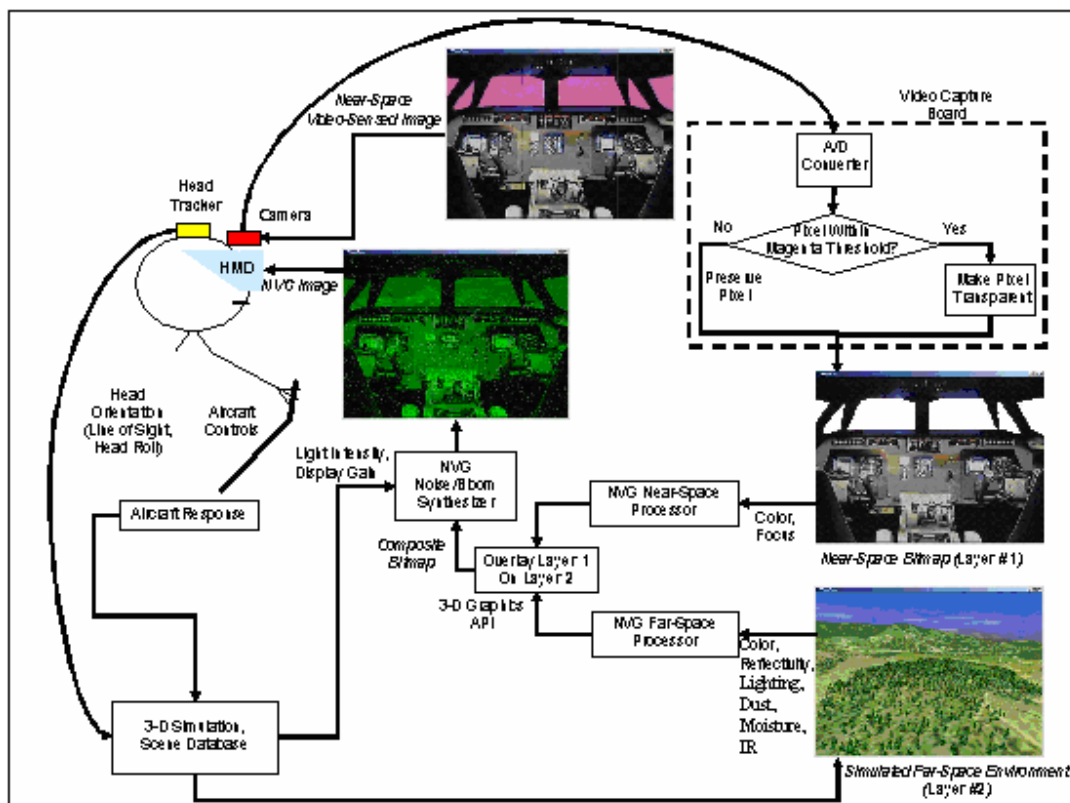 Near-Space
Video-Sensed Image
Video Capture
Board
A/D
Converter
Head
Tracker
Camera
No
Pixel Within
Magenta Threshold?
Yes
HMD
NVG Image
Preserve
Pixel
Make Pixel
Transparent
Head
Orientation
(Line of Sight,
Head Roll)
Aircraft
Controls
Light Intensity,
Display Gain
NVG
Noise/Bloom
Synthesizer
NVG Near-Space
Processor
Color,
Focus
Aircraft Response
Near-Space Bitmap (Layer #1)
Composite
Bitmap
Overlay Layer 1
On Layer 2
3-D Graphics
API
NVG Far-Space
Processor
Color,
Reflectivity,
Lighting,
Dust,
Moisture,
IR
3-D Simulation,
Scene Database
Simulated Far-Space Environment
(Layer #2)